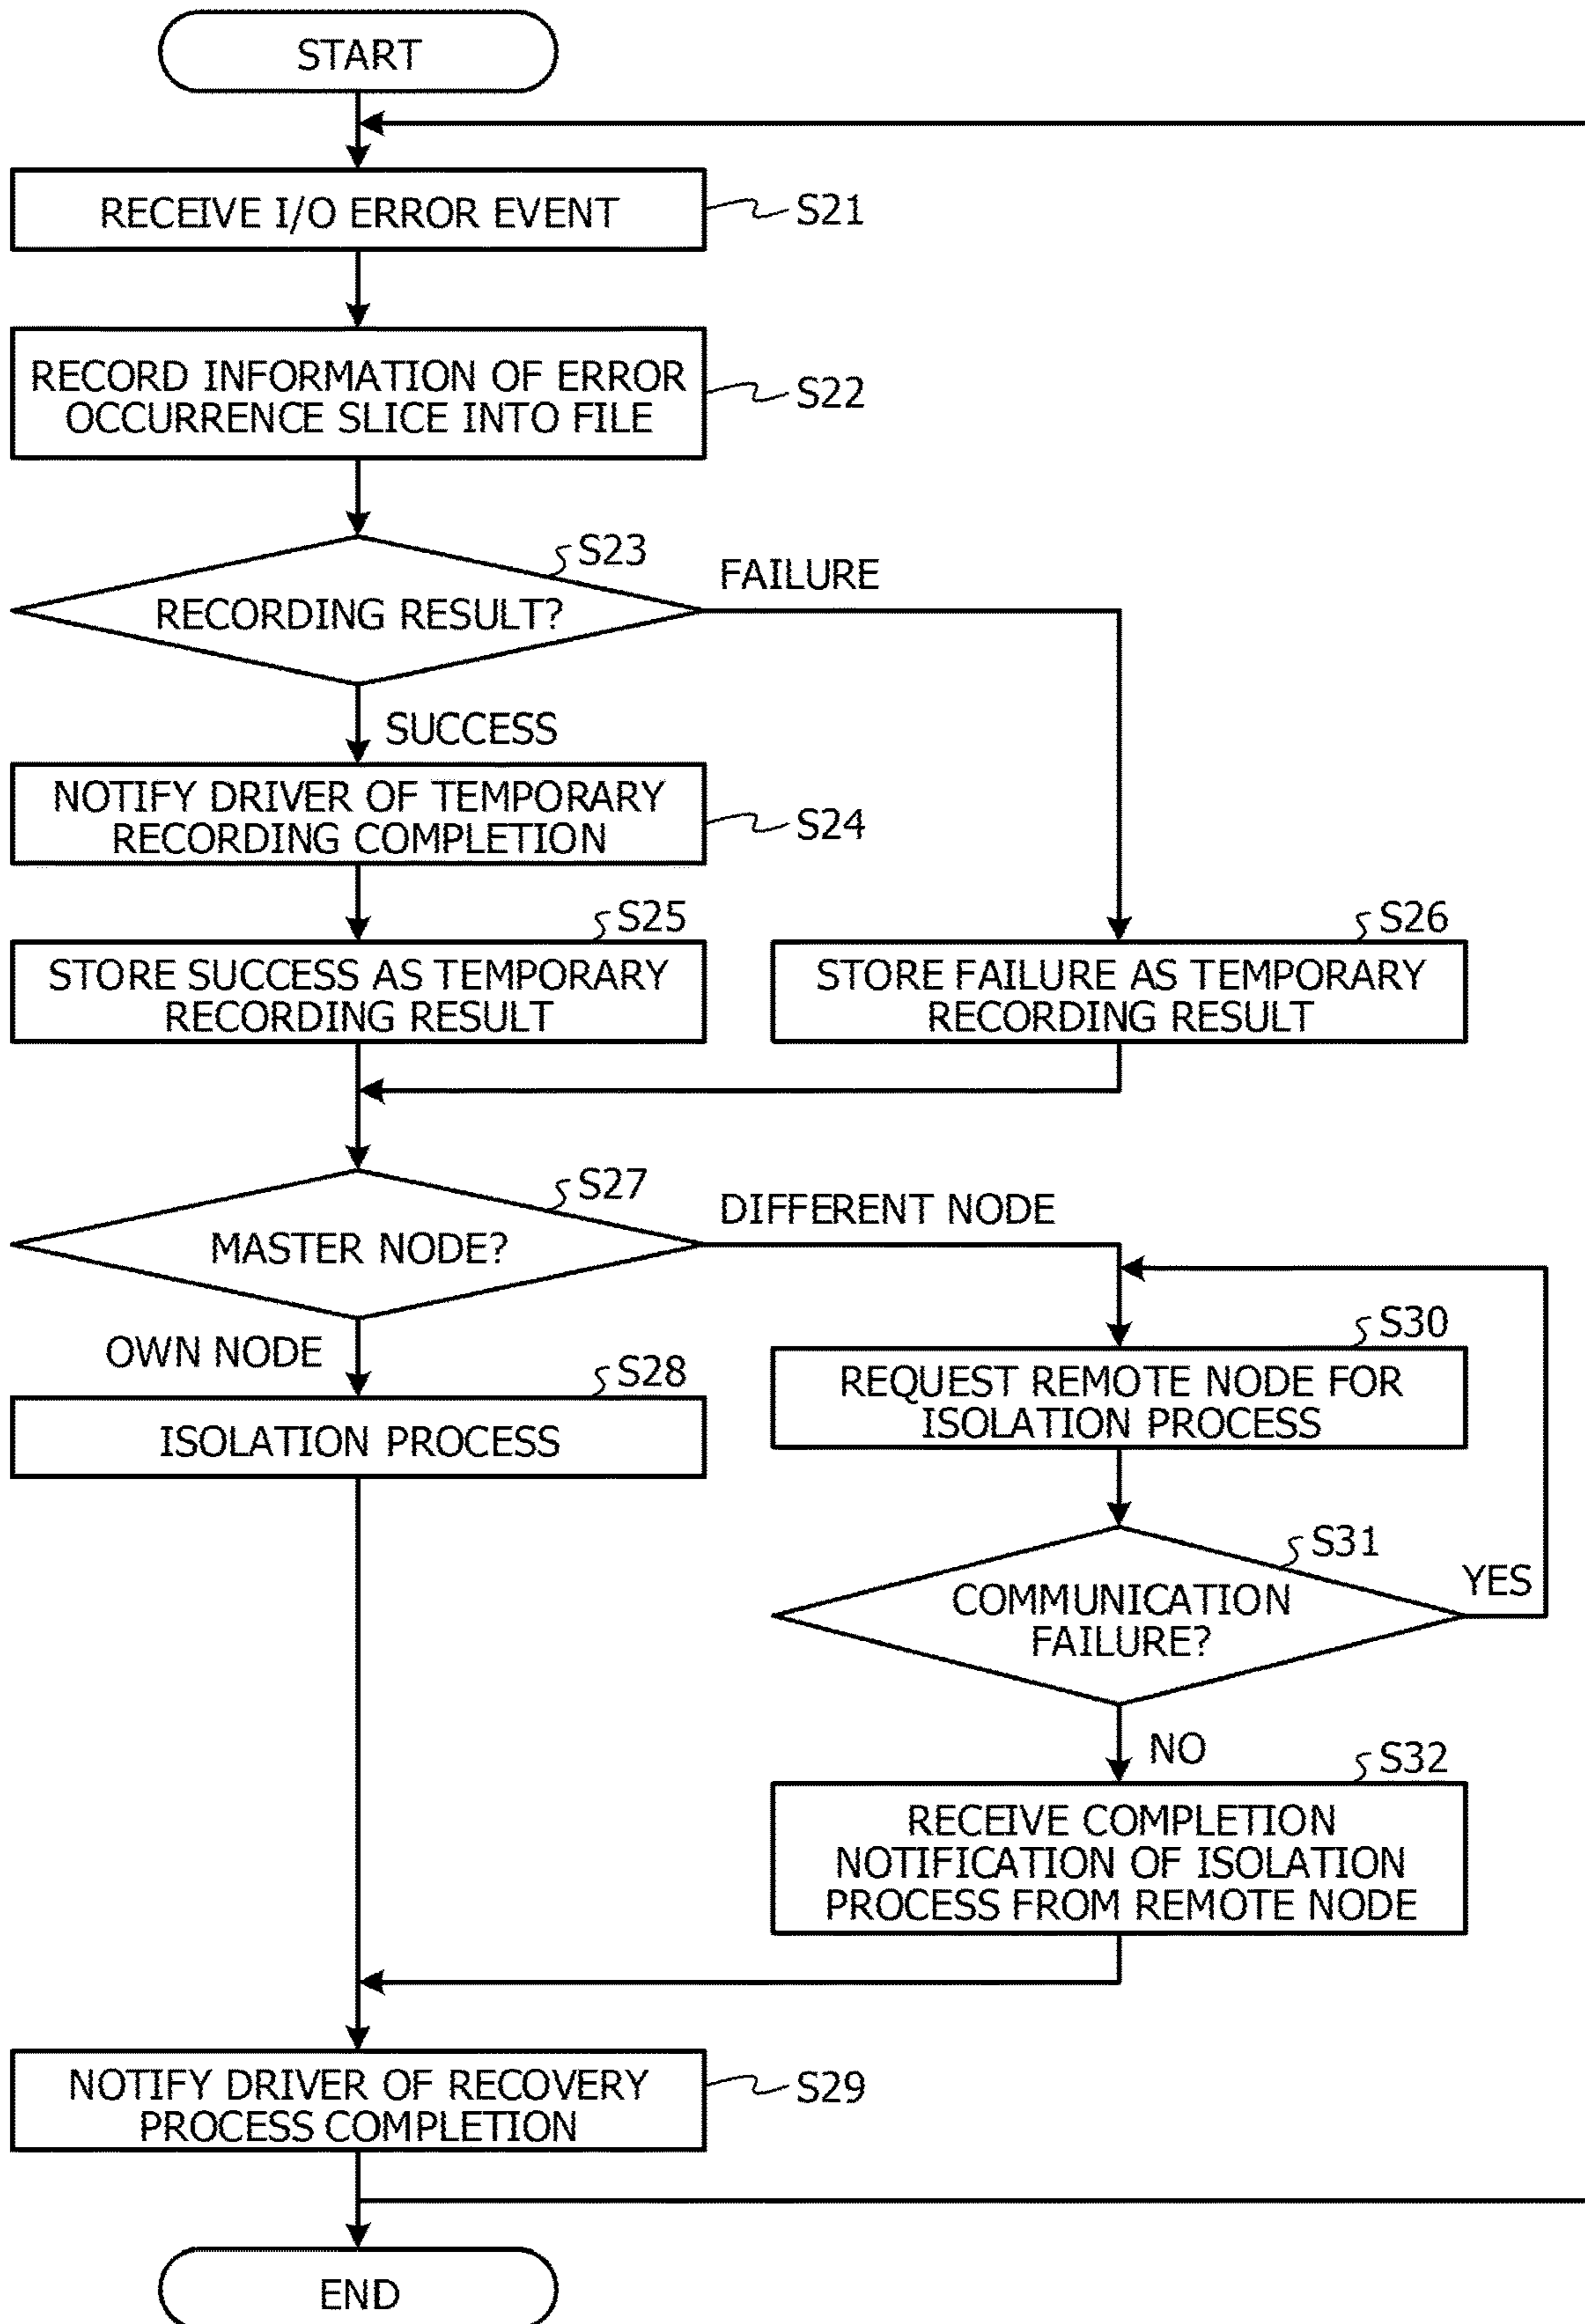 START
RECEIVE I/O ERROR EVENT
S21
RECORD INFORMATION OF ERROR
OCCURRENCE SLICE INTO FILE
S22
S23
RECORDING RESULT?
FAILURE
SUCCESS
NOTIFY DRIVER OF TEMPORARY
RECORDING COMPLETION
S24
S25
STORE SUCCESS AS TEMPORARY
RECORDING RESULT
S26
STORE FAILURE AS TEMPORARY
RECORDING RESULT
S27
MASTER NODE?
DIFFERENT NODE
OWN NODE
S28
ISOLATION PROCESS
S30
REQUEST REMOTE NODE FOR
ISOLATION PROCESS
S31
COMMUNICATION
FAILURE?
YES
NO
S32
RECEIVE COMPLETION
NOTIFICATION OF ISOLATION
PROCESS FROM REMOTE NODE
NOTIFY DRIVER OF RECOVERY
PROCESS COMPLETION
S29
END